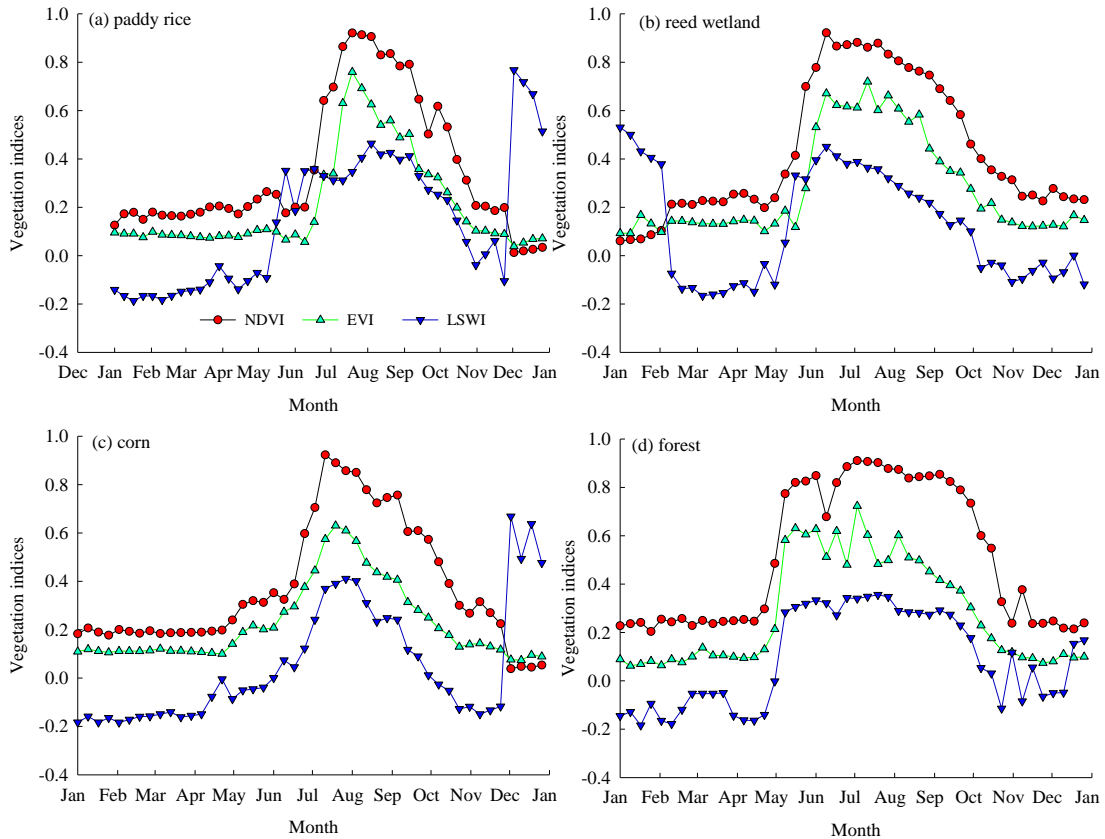 (a) paddy rice
1.0
0.8
0.6
0.4
0.2
0.0
-0.2
-0.4
Vegetation indices
NDVI EVI LSWI
Dec Jan Feb Mar Apr May Jun Jul Aug Sep Oct Nov Dec Jan
Month
(b) reed wetland
1.0
0.8
0.6
0.4
0.2
0.0
-0.2
-0.4
Vegetation indices
Jan Feb Mar Apr May Jun Jul Aug Sep Oct Nov Dec Jan
Month
(c) corn
1.0
0.8
0.6
0.4
0.2
0.0
-0.2
-0.4
Vegetation indices
Jan Feb Mar Apr May Jun Jul Aug Sep Oct Nov Dec Jan
Month
(d) forest
1.0
0.8
0.6
0.4
0.2
0.0
-0.2
-0.4
Vegetation indices
Jan Feb Mar Apr May Jun Jul Aug Sep Oct Nov Dec Jan
Month